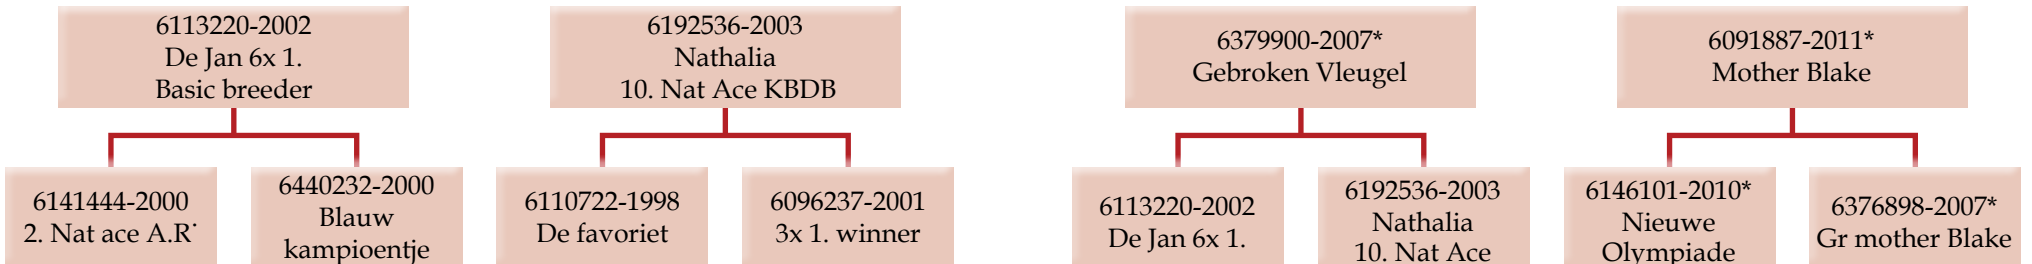 6113220-2002
De Jan 6x 1.
Basic breeder
6192536-2003
Nathalia
10. Nat Ace KBDB
6379900-2007*
Gebroken Vleugel
6091887-2011*
Mother Blake
6141444-2000
2. Nat ace A.R˙
6440232-2000
Blauw
kampioentje
6110722-1998
De favoriet
6096237-2001
3x 1. winner
6113220-2002
De Jan 6x 1.
6192536-2003
Nathalia
10. Nat Ace
6146101-2010*
Nieuwe
Olympiade
6376898-2007*
Gr mother Blake